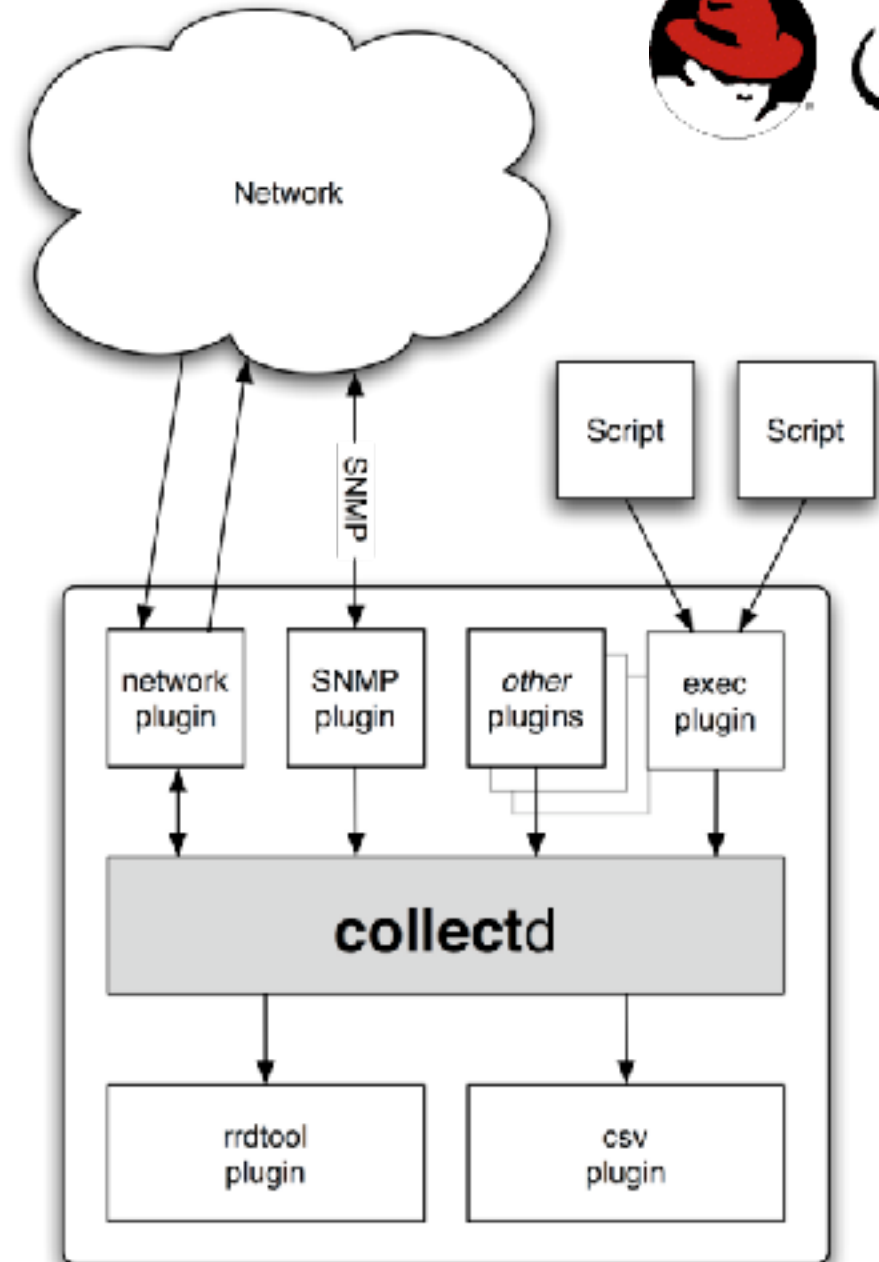 Network
SNMP
Script
Script
network
plugin
SNMP
plugin
other
plugins
exec
plugin
collectd
rrdtool
plugin
csv
plugin